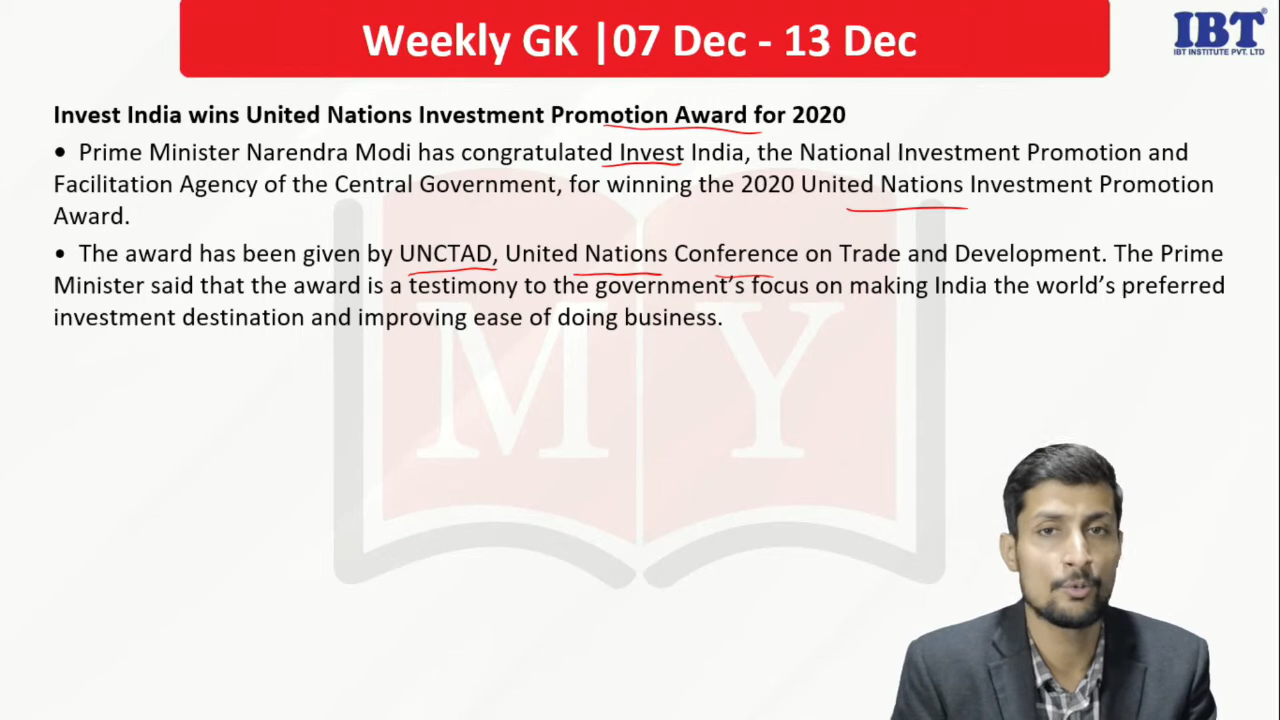 Weekly GK |07 Dec - 13 Dec
IBT
IBT INSTITUTE PVT. LTD
Invest India wins United Nations Investment Promotion Award for 2020
• Prime Minister Narendra Modi has congratulated Invest India, the National Investment Promotion and
Facilitation Agency of the Central Government, for winning the 2020 United Nations Investment Promotion
Award.
• The award has been given by UNCTAD, United Nations Conference on Trade and Development. The Prime
Minister said that the award is a testimony to the government’s focus on making India the world’s preferred
investment destination and improving ease of doing business.
M Y